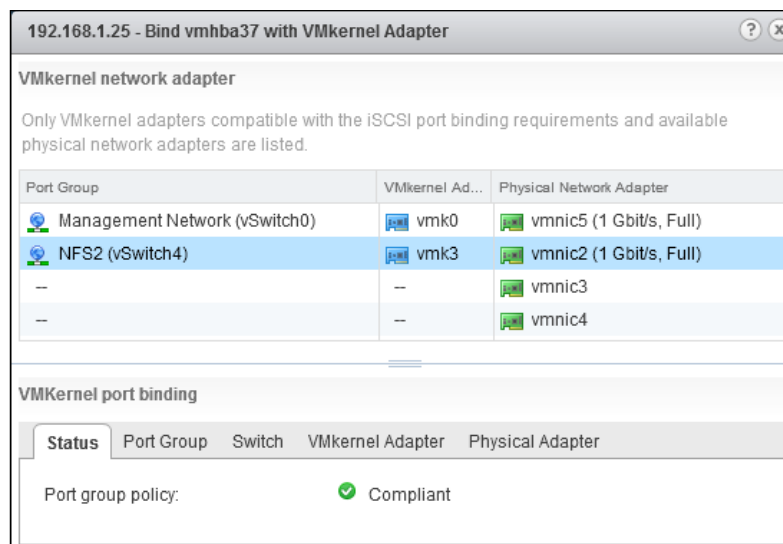 192.168.1.25 - Bind vmhba37 with VMkernel Adapter ? x
VMkernel network adapter
Only VMkernel adapters compatible with the iSCSI port binding requirements and available
physical network adapters are listed.
Port Group VMkernel Ad... Physical Network Adapter
Management Network (vSwitch0) vmk0 vmnic5 (1 Gbit/s, Full)
NFS2 (vSwitch4) vmk3 vmnic2 (1 Gbit/s, Full)
-- -- vmnic3
-- -- vmnic4
VMKernel port binding
Status Port Group Switch VMkernel Adapter Physical Adapter
Port group policy: Compliant